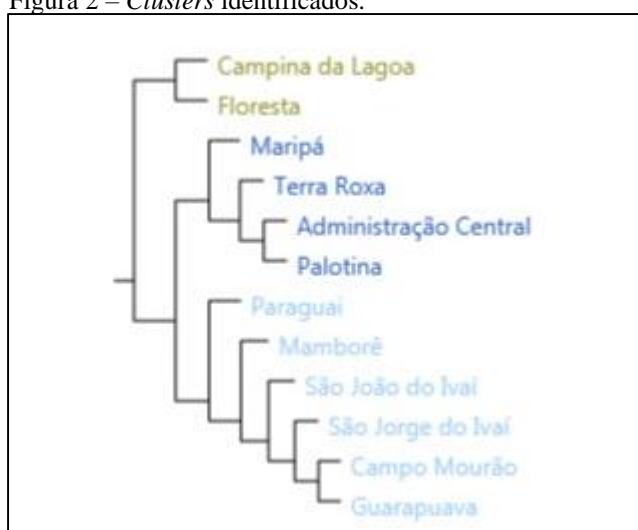 Figura 2 – Clusters identificados.
Campina da Lagoa
Floresta
Maripá
Terra Roxa
Administração Central
Palotina
Paraguai
Mamborê
São João do Ivaí
São Jorge do Ivaí
Campo Mourão
Guarapuava